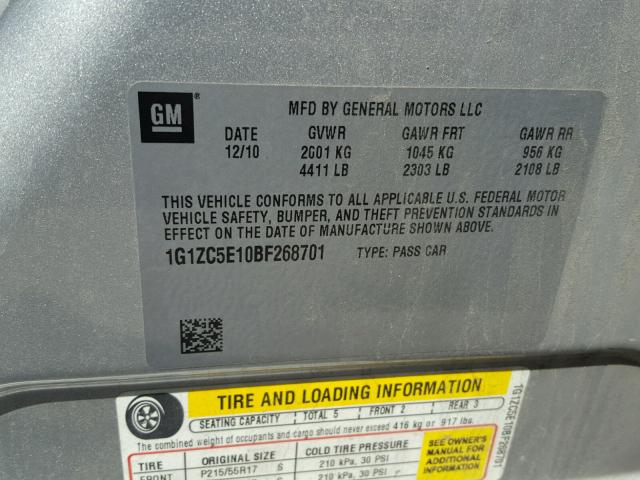 GM ®
MFD BY GENERAL MOTORS LLC
DATE GVWR GAWR FRT GAWR RR
12/10 2001 KG 1045 KG 956 KG
4411 LB 2303 LB 2108 LB
THIS VEHICLE CONFORMS TO ALL APPLICABLE U.S. FEDERAL MOTOR
VEHICLE SAFETY, BUMPER, AND THEFT PREVENTION STANDARDS IN
EFFECT ON THE DATE OF MANUFACTURE SHOWN ABOVE.
1G1ZC5E10BF268701 TYPE: PASS CAR
TIRE AND LOADING INFORMATION
SEATING CAPACITY TOTAL 5 FRONT 2 REAR 3
The combined weight of occupants and cargo should never exceed 416 kg or 917 lbs.
TIRE ORIGINAL SIZE COLD TIRE PRESSURE
FRONT P215/55R17 S 210 kPa, 30 PSI
S 210 kPa, 30 PSI
SEE OWNER'S
MANUAL FOR
ADDITIONAL
INFORMATION
1G1ZC5E10BF268701